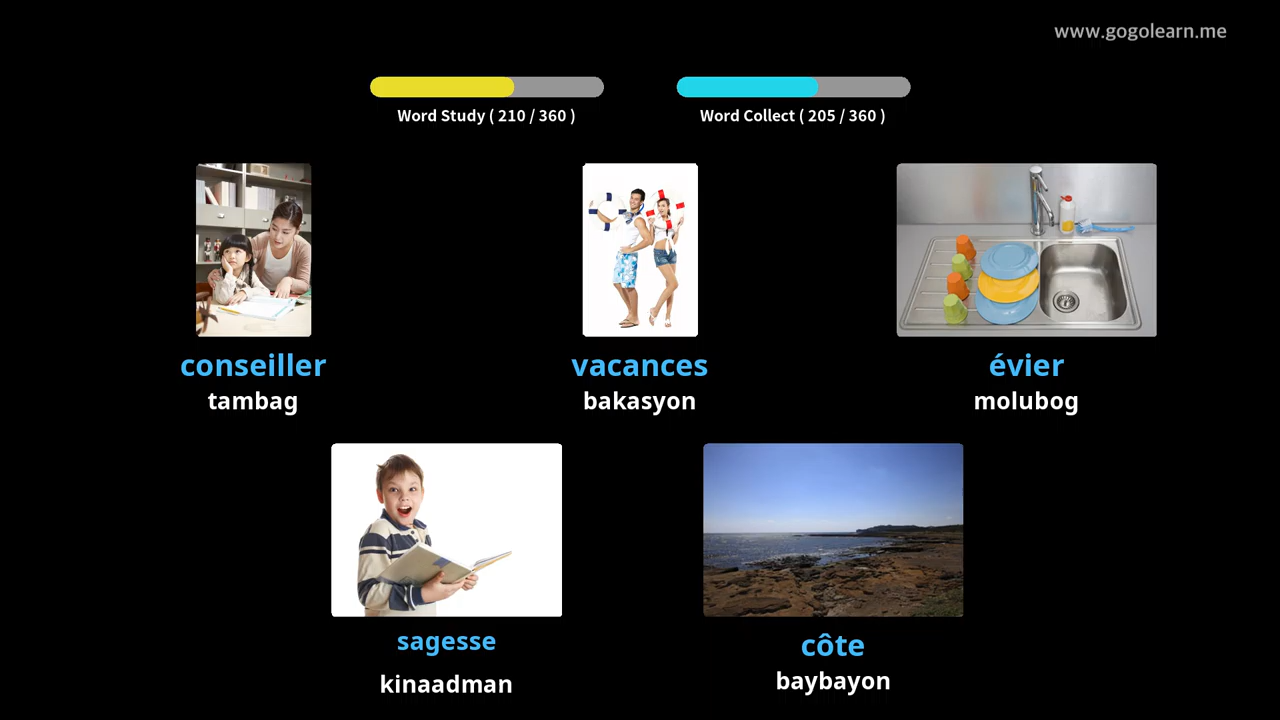 www.gogolearn.me
Word Study ( 210 / 360 )
Word Collect ( 205 / 360 )
conseiller
tambag
vacances
bakasyon
évier
molubog
sagesse
kinaadman
côte
baybayon